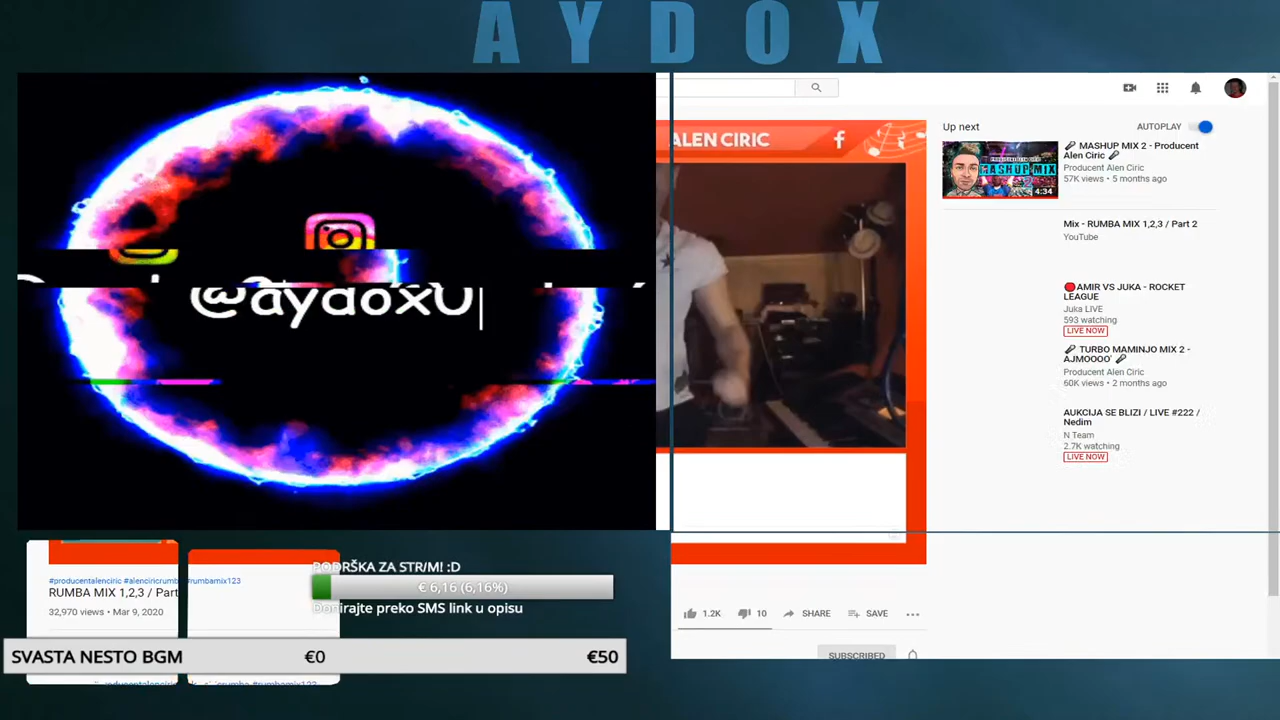 AYDOX
@aydoxU
ALEN CIRIC
Up next
AUTOPLAY
MASHUP MIX
4:34
🎤 MASHUP MIX 2 - Producent
Alen Ciric 🎤
Producent Alen Ciric
57K views • 5 months ago
Mix - RUMBA MIX 1,2,3 / Part 2
YouTube
🔴AMIR VS JUKA - ROCKET
LEAGUE
Juka LIVE
593 watching
LIVE NOW
🎤 TURBO MAMINJO MIX 2 -
AJMOOOO' 🎤
Producent Alen Ciric
60K views • 2 months ago
AUKCIJA SE BLIZI / LIVE #222 /
Nedim
N Team
2.7K watching
LIVE NOW
#producentalenciric #alenciricrumb
#rumbamix123
RUMBA MIX 1,2,3 / Part
32,970 views • Mar 9, 2020
PODRŠKA ZA STR/M! :D
€ 6,16 (6,16%)
Donirajte preko SMS link u opisu
1.2K
10
SHARE
SAVE
SUBSCRIBED
SVASTA NESTO BGM
€0
€50